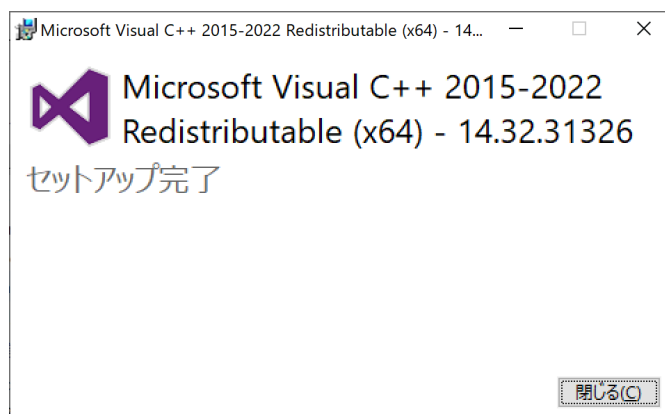 Microsoft Visual C++ 2015-2022 Redistributable (x64) - 14...
Microsoft Visual C++ 2015-2022
Redistributable (x64) - 14.32.31326
セットアップ完了
閉じる(C)